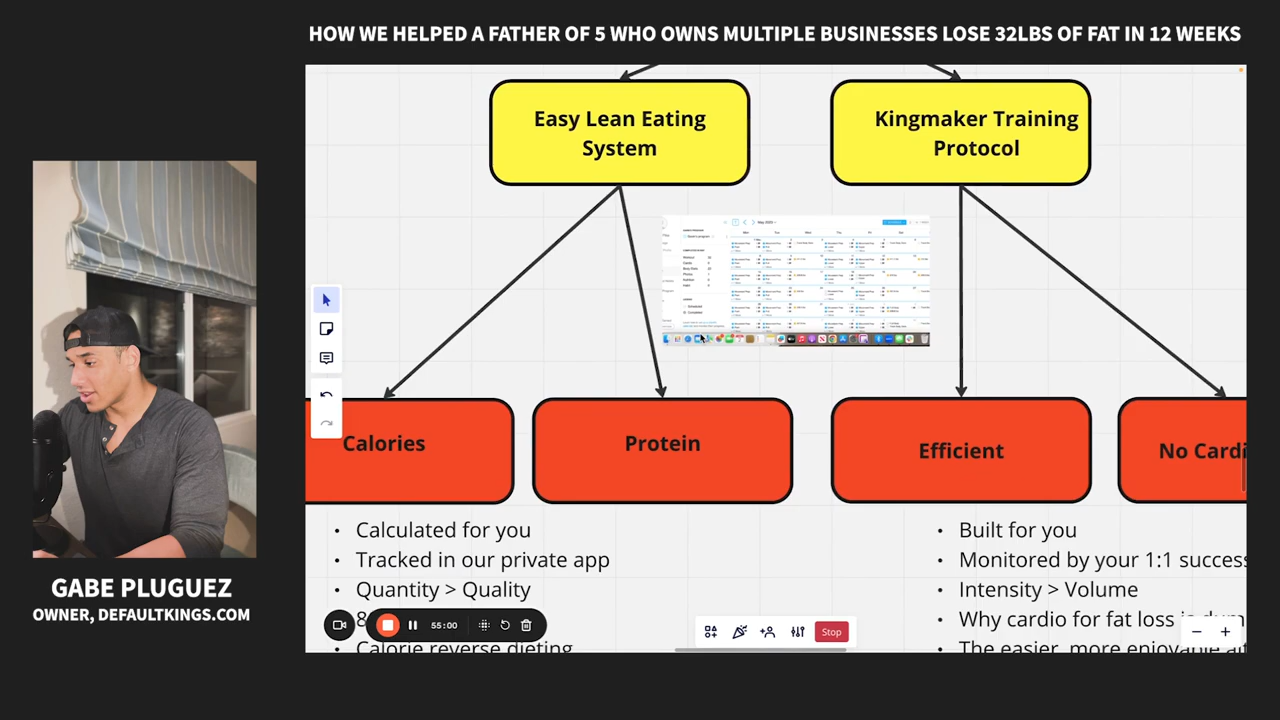 HOW WE HELPED A FATHER OF 5 WHO OWNS MULTIPLE BUSINESSES LOSE 32LBS OF FAT IN 12 WEEKS
Easy Lean Eating
System
Kingmaker Training
Protocol
Calories
Protein
Efficient
No Cardi
• Calculated for you
• Tracked in our private app
• Quantity > Quality
8
Calorie reverse dieting
• Built for you
• Monitored by your 1:1 success
• Intensity > Volume
• Why cardio for fat loss is dum
The easier, more enjoyable alt
55:00
Stop
GABE PLUGUEZ
OWNER, DEFAULTKINGS.COM